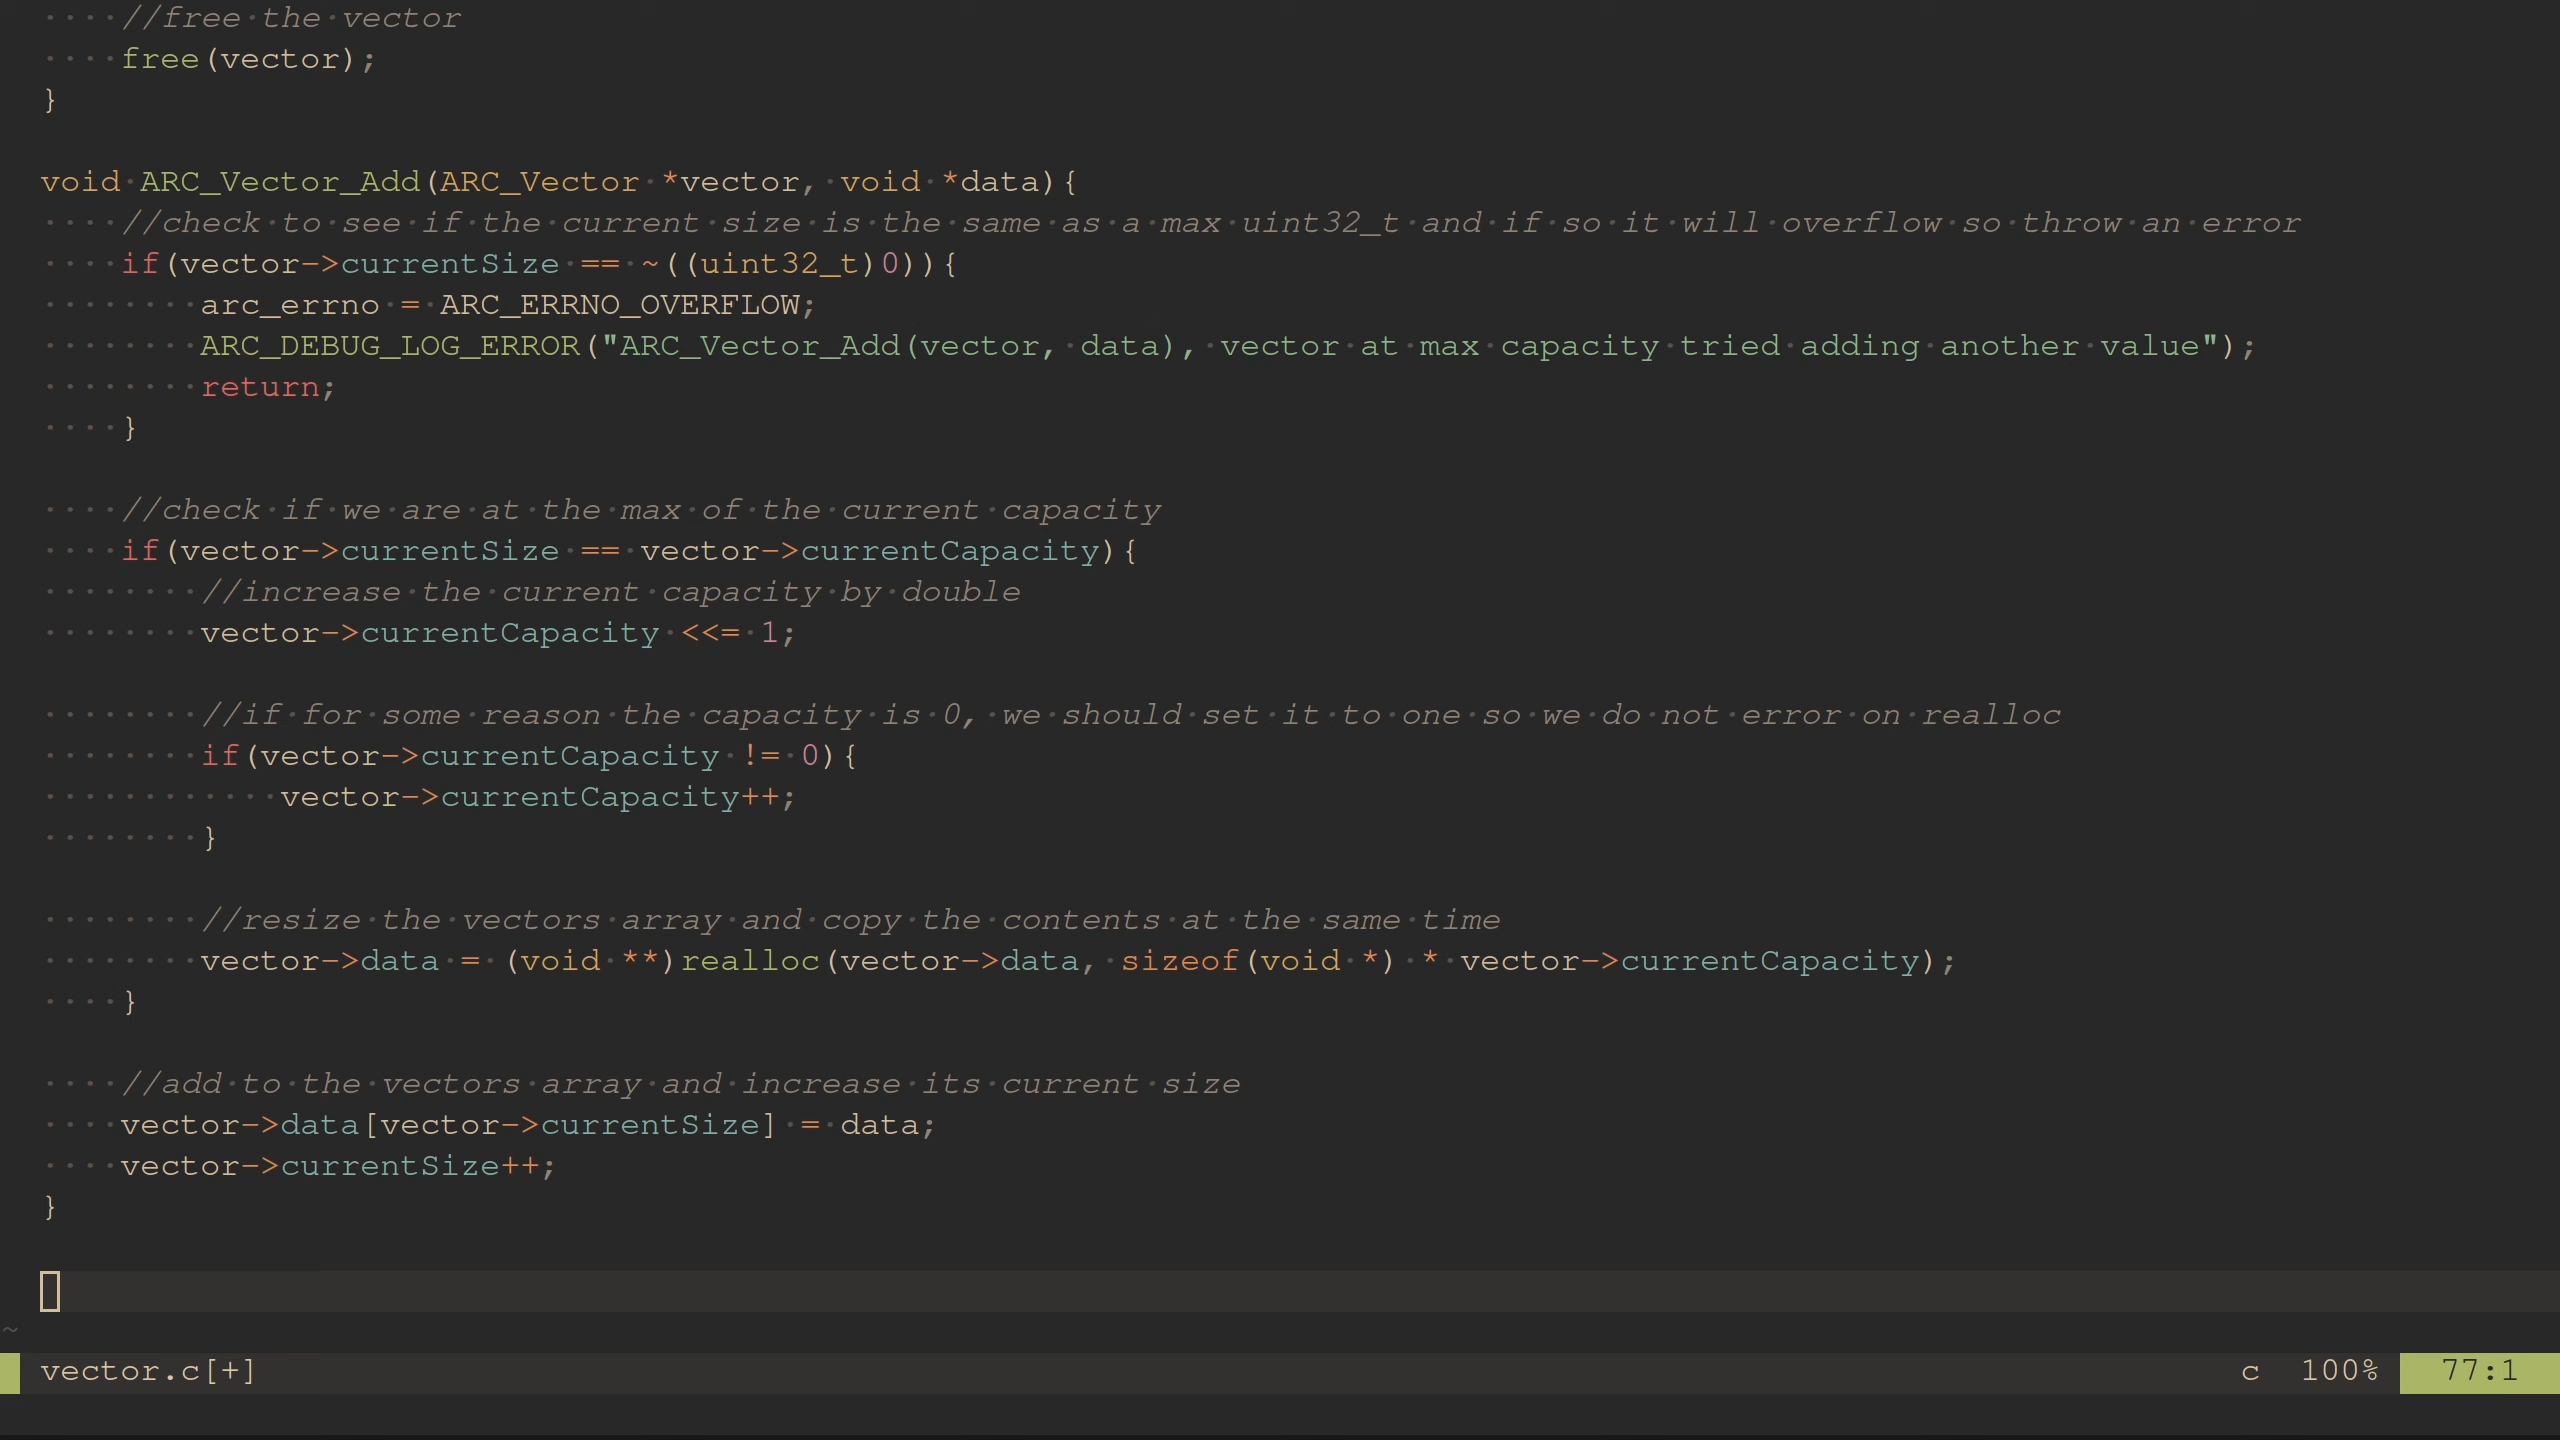 //free the vector
free(vector);
}
void ARC_Vector_Add(ARC_Vector *vector, void *data){
//check to see if the current size is the same as a max uint32_t and if so it will overflow so throw an error
if(vector->currentSize == ~((uint32_t)0)){
arc_errno = ARC_ERRNO_OVERFLOW;
ARC_DEBUG_LOG_ERROR("ARC_Vector_Add(vector, data), vector at max capacity tried adding another value");
return;
}
//check if we are at the max of the current capacity
if(vector->currentSize == vector->currentCapacity){
//increase the current capacity by double
vector->currentCapacity <<= 1;
//if for some reason the capacity is 0, we should set it to one so we do not error on realloc
if(vector->currentCapacity != 0){
vector->currentCapacity++;
}
//resize the vectors array and copy the contents at the same time
vector->data = (void **)realloc(vector->data, sizeof(void *) * vector->currentCapacity);
}
//add to the vectors array and increase its current size
vector->data[vector->currentSize] = data;
vector->currentSize++;
}
~
vector.c[+] c 100% 77:1